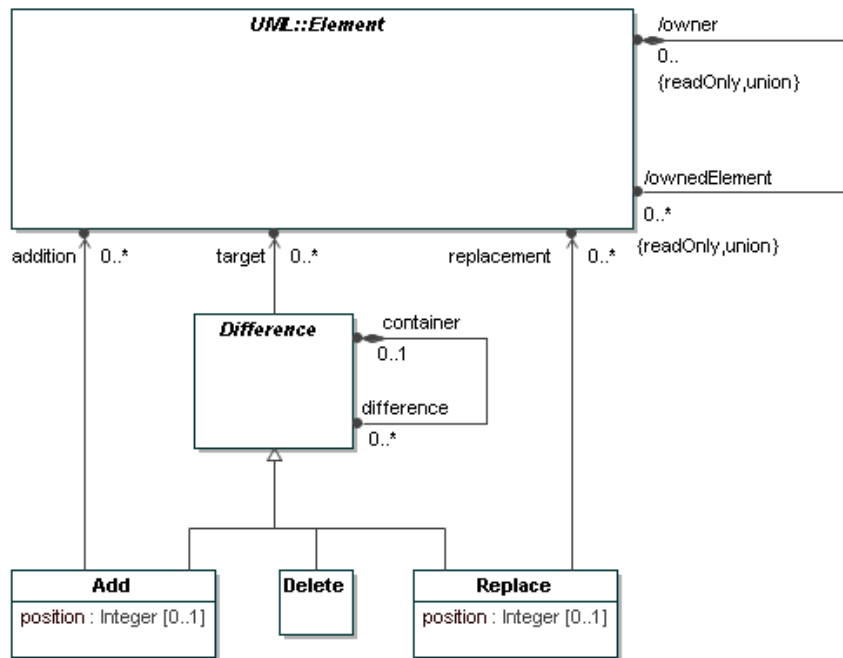 UML::Element
/owner
0..
{readOnly,union}
/ownedElement
0..*
{readOnly,union}
addition 0..*
target 0..*
replacement 0..*
Difference
container
0..1
difference
0..*
Add
position : Integer [0..1]
Delete
Replace
position : Integer [0..1]